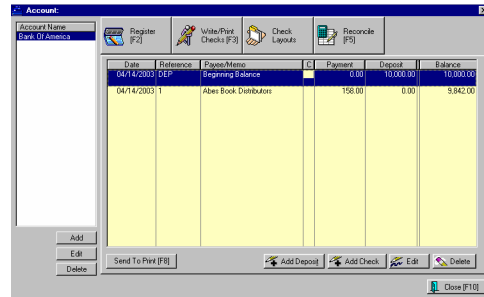 Account:
Account Name
Bank Of America
Register [F2]
Write/Print Checks [F3]
Check Layouts
Reconcile [F5]
Date Reference Payee/Memo C Payment Deposit Balance
04/14/2003 DEP Beginning Balance 0.00 10,000.00 10,000.00
04/14/2003 1 Abes Book Distributors 158.00 0.00 9,842.00
Add
Edit
Delete
Send To Print [F8]
Add Deposit
Add Check
Edit
Delete
Close [F10]